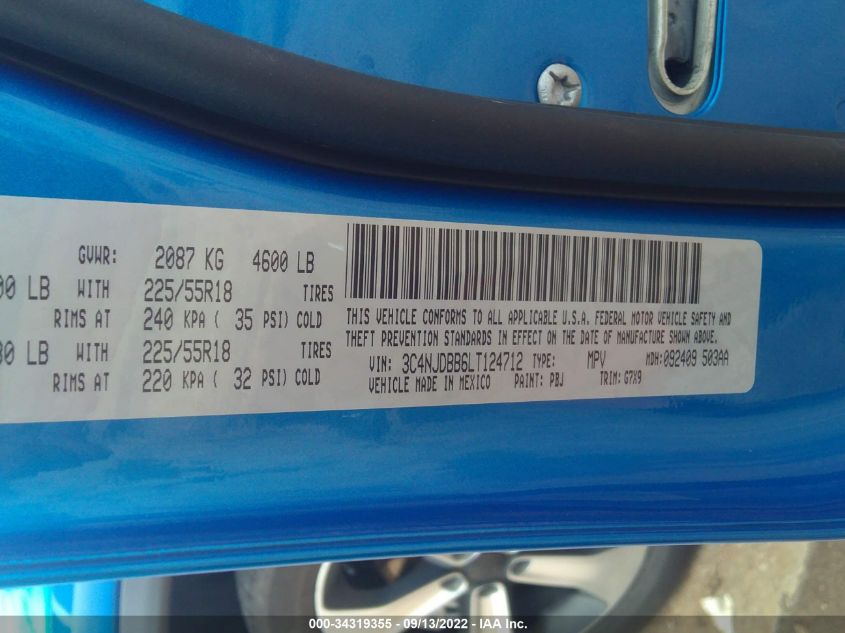 GVWR: 2087 KG 4600 LB
00 LB WITH 225/55R18 TIRES
RIMS AT 240 KPA ( 35 PSI) COLD
80 LB WITH 225/55R18 TIRES
RIMS AT 220 KPA ( 32 PSI) COLD
THIS VEHICLE CONFORMS TO ALL APPLICABLE U.S.A. FEDERAL MOTOR VEHICLE SAFETY AND
THEFT PREVENTION STANDARDS IN EFFECT ON THE DATE OF MANUFACTURE SHOWN ABOVE.
VIN: 3C4NJDBB6LT124712 TYPE: MPV MDH: 092409 503AA
VEHICLE MADE IN MEXICO PAINT: PBJ TRIM: G7X9
000-34319355 - 09/13/2022 - IAA Inc.